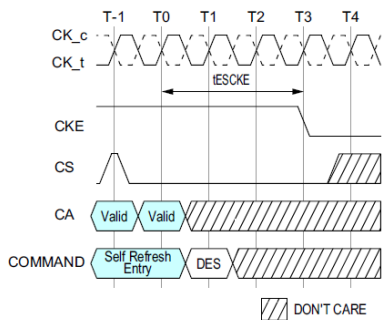 T-1 T0 T1 T2 T3 T4
CK_c
CK_t
tESCKE
CKE
CS
CA Valid Valid
COMMAND Self Refresh
Entry DES
DON'T CARE